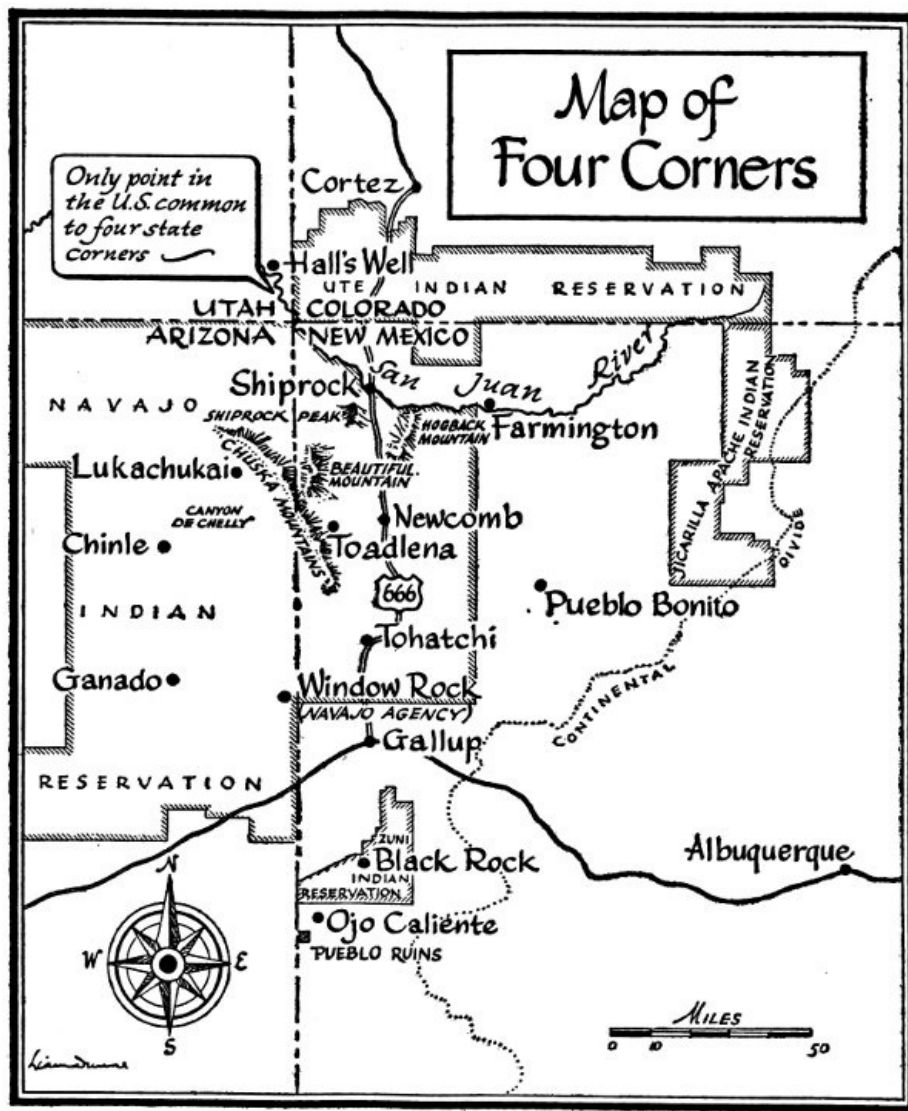 Map of
Four Corners
Only point in
the U.S. common
to four state
corners
Cortez
Hall's Well
UTE INDIAN RESERVATION
UTAH COLORADO
ARIZONA NEW MEXICO
San Juan River
Shiprock
NAVAJO
SHIPROCK PEAK
HOGBACK
MOUNTAIN
Farmington
JICARILLA APACHE INDIAN
RESERVATION
CHUSKA MOUNTAINS
Lukachukai
BEAUTIFUL
MOUNTAIN
CANYON
DE CHELLY
Newcomb
Chinle
Toadlena
CONTINENTAL DIVIDE
666
Pueblo Bonito
INDIAN
Tohatchi
Ganado
Window Rock
(NAVAJO AGENCY)
Gallup
RESERVATION
ZUNI
Black Rock
INDIAN
RESERVATION
Albuquerque
Ojo Caliente
PUEBLO RUINS
N
W E
S
MILES
0 10 50